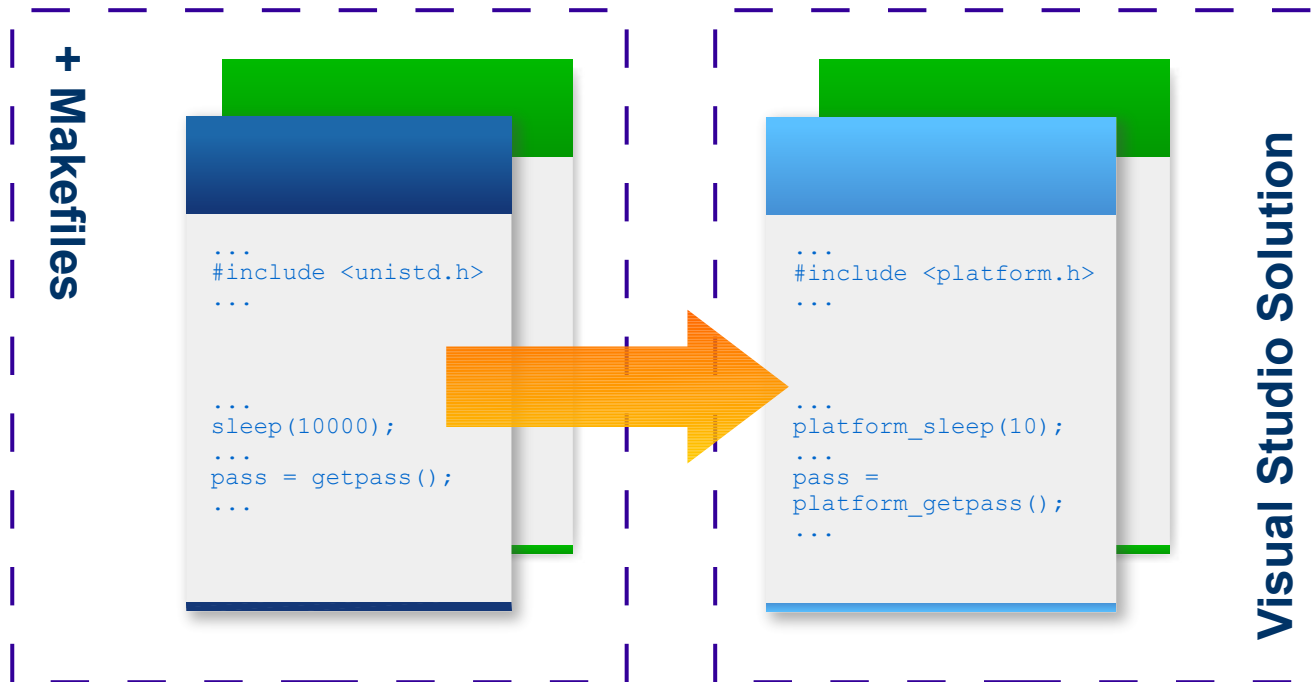 + Makefiles
...
#include <unistd.h>
...
...
sleep(10000);
...
pass = getpass();
...
...
#include <platform.h>
...
...
platform_sleep(10);
...
pass =
platform_getpass();
...
Visual Studio Solution